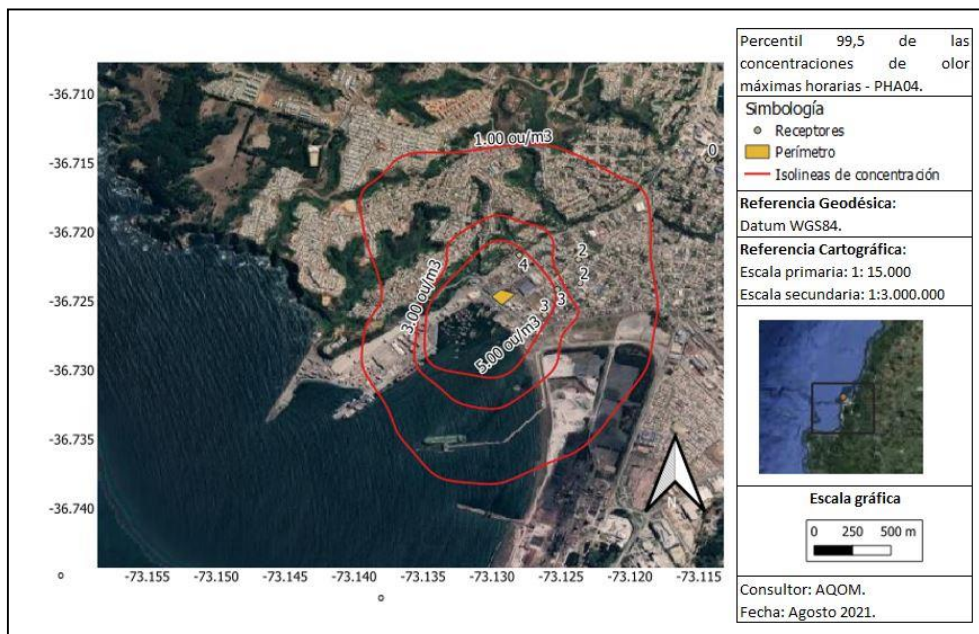 -36.710
-36.715
-36.720
-36.725
-36.730
-36.735
-36.740
1.00 ou/m3
0
2
4
2
3.00 ou/m3
3
3
5.00 ou/m3
-73.155
-73.145
-73.140
-73.135
-73.130
-73.125
-73.120
-73.115
Percentil 99,5 de las
concentraciones de olor
máximas horarias - PHA04.
Simbología
Receptores
Perímetro
Isolineas de concentración
Referencia Geodésica:
Datum WGS84.
Referencia Cartográfica:
Escala primaria: 1: 15.000
Escala secundaria: 1:3.000.000
Escala gráfica
0 250 500 m
Consultor: AQOM.
Fecha: Agosto 2021.